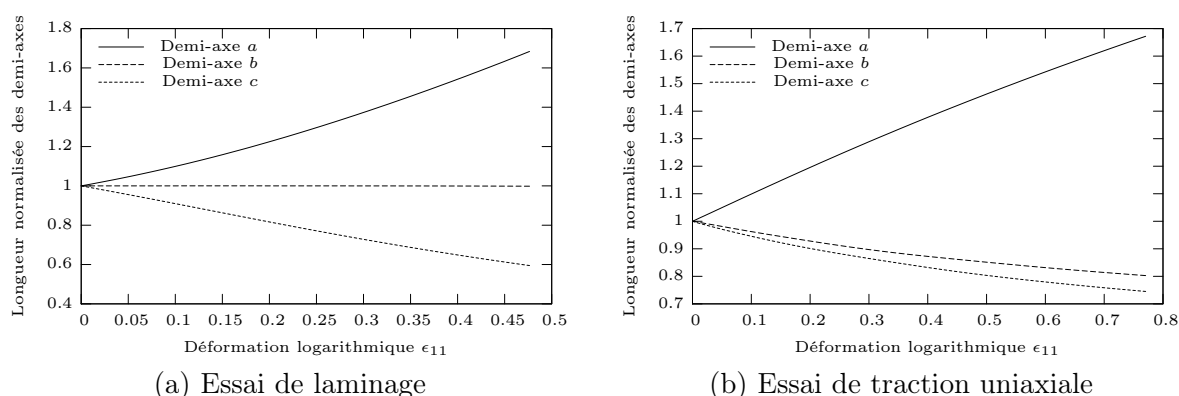 Longueur normalisée des demi-axes
1.8
1.6
1.4
1.2
1
0.8
0.6
0.4
Demi-axe a
Demi-axe b
Demi-axe c
0 0.05 0.1 0.15 0.2 0.25 0.3 0.35 0.4 0.45 0.5
Déformation logarithmique ϵ11
(a) Essai de laminage
Longueur normalisée des demi-axes
1.7
1.6
1.5
1.4
1.3
1.2
1.1
1
0.9
0.8
0.7
Demi-axe a
Demi-axe b
Demi-axe c
0 0.1 0.2 0.3 0.4 0.5 0.6 0.7 0.8
Déformation logarithmique ϵ11
(b) Essai de traction uniaxiale